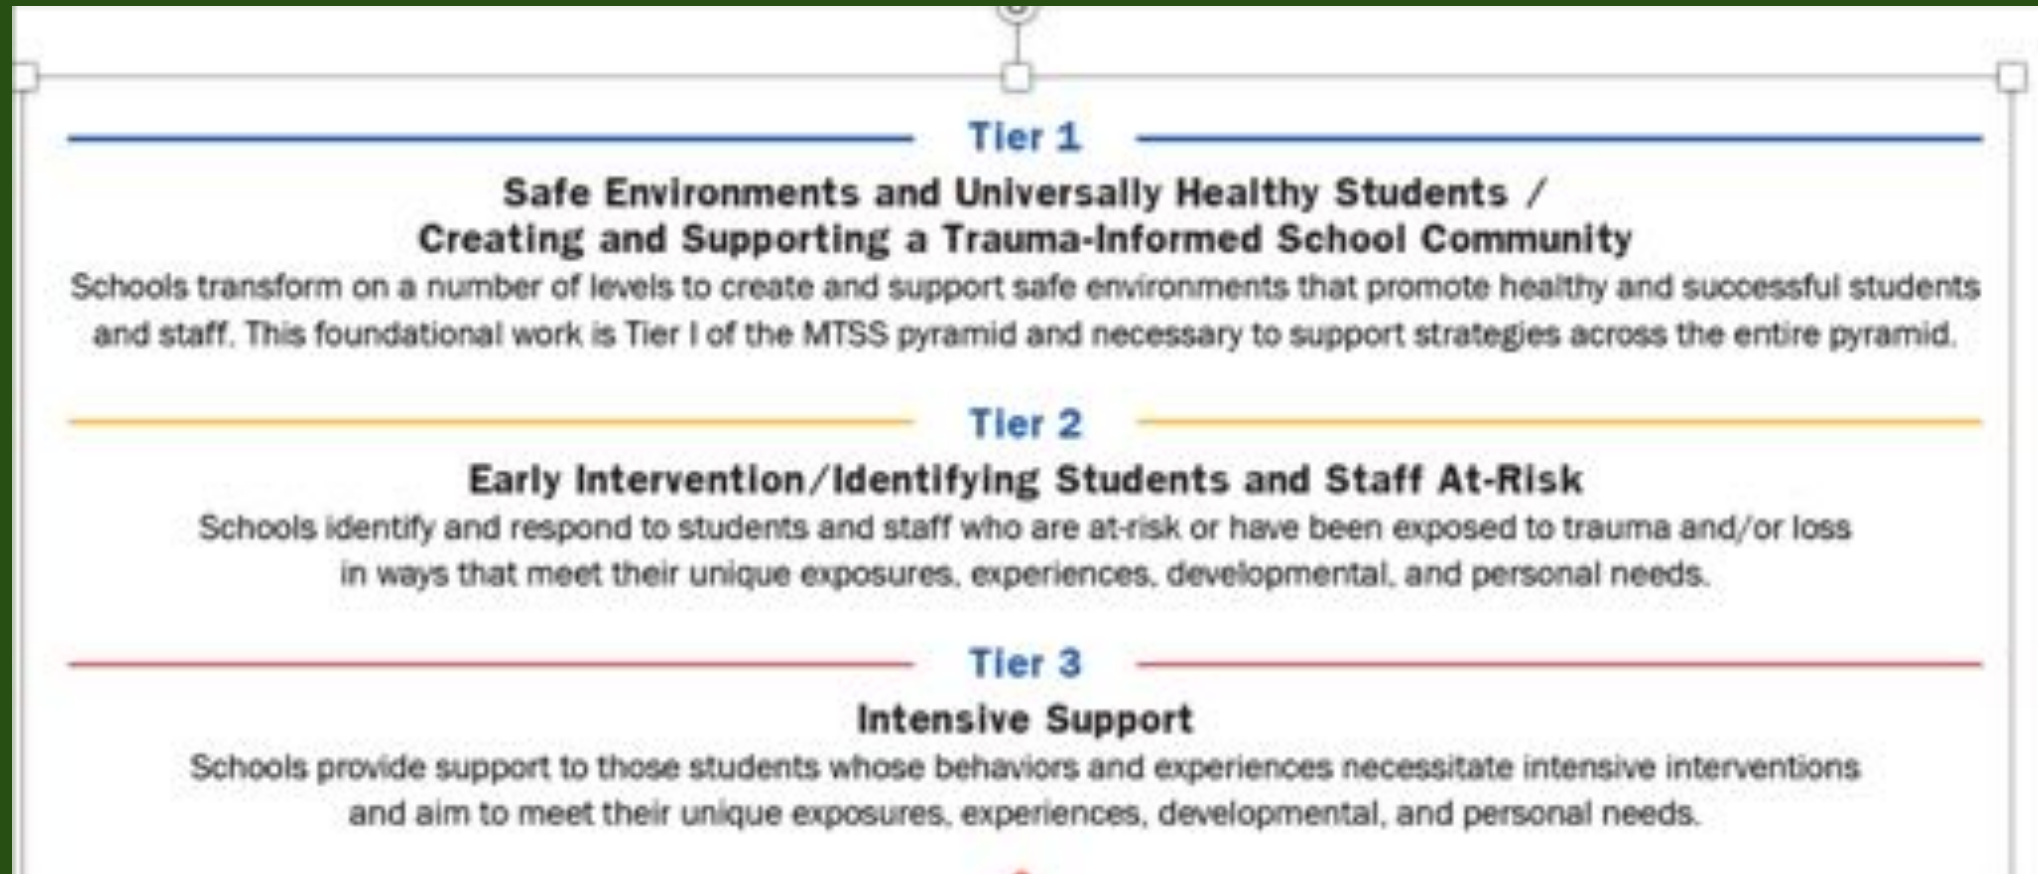 Tier 1
Safe Environments and Universally Healthy Students /
Creating and Supporting a Trauma-Informed School Community
Schools transform on a number of levels to create and support safe environments that promote healthy and successful students
and staff. This foundational work is Tier I of the MTSS pyramid and necessary to support strategies across the entire pyramid.
Tier 2
Early Intervention/Identifying Students and Staff At-Risk
Schools identify and respond to students and staff who are at-risk or have been exposed to trauma and/or loss
in ways that meet their unique exposures, experiences, developmental, and personal needs.
Tier 3
Intensive Support
Schools provide support to those students whose behaviors and experiences necessitate intensive interventions
and aim to meet their unique exposures, experiences, developmental, and personal needs.